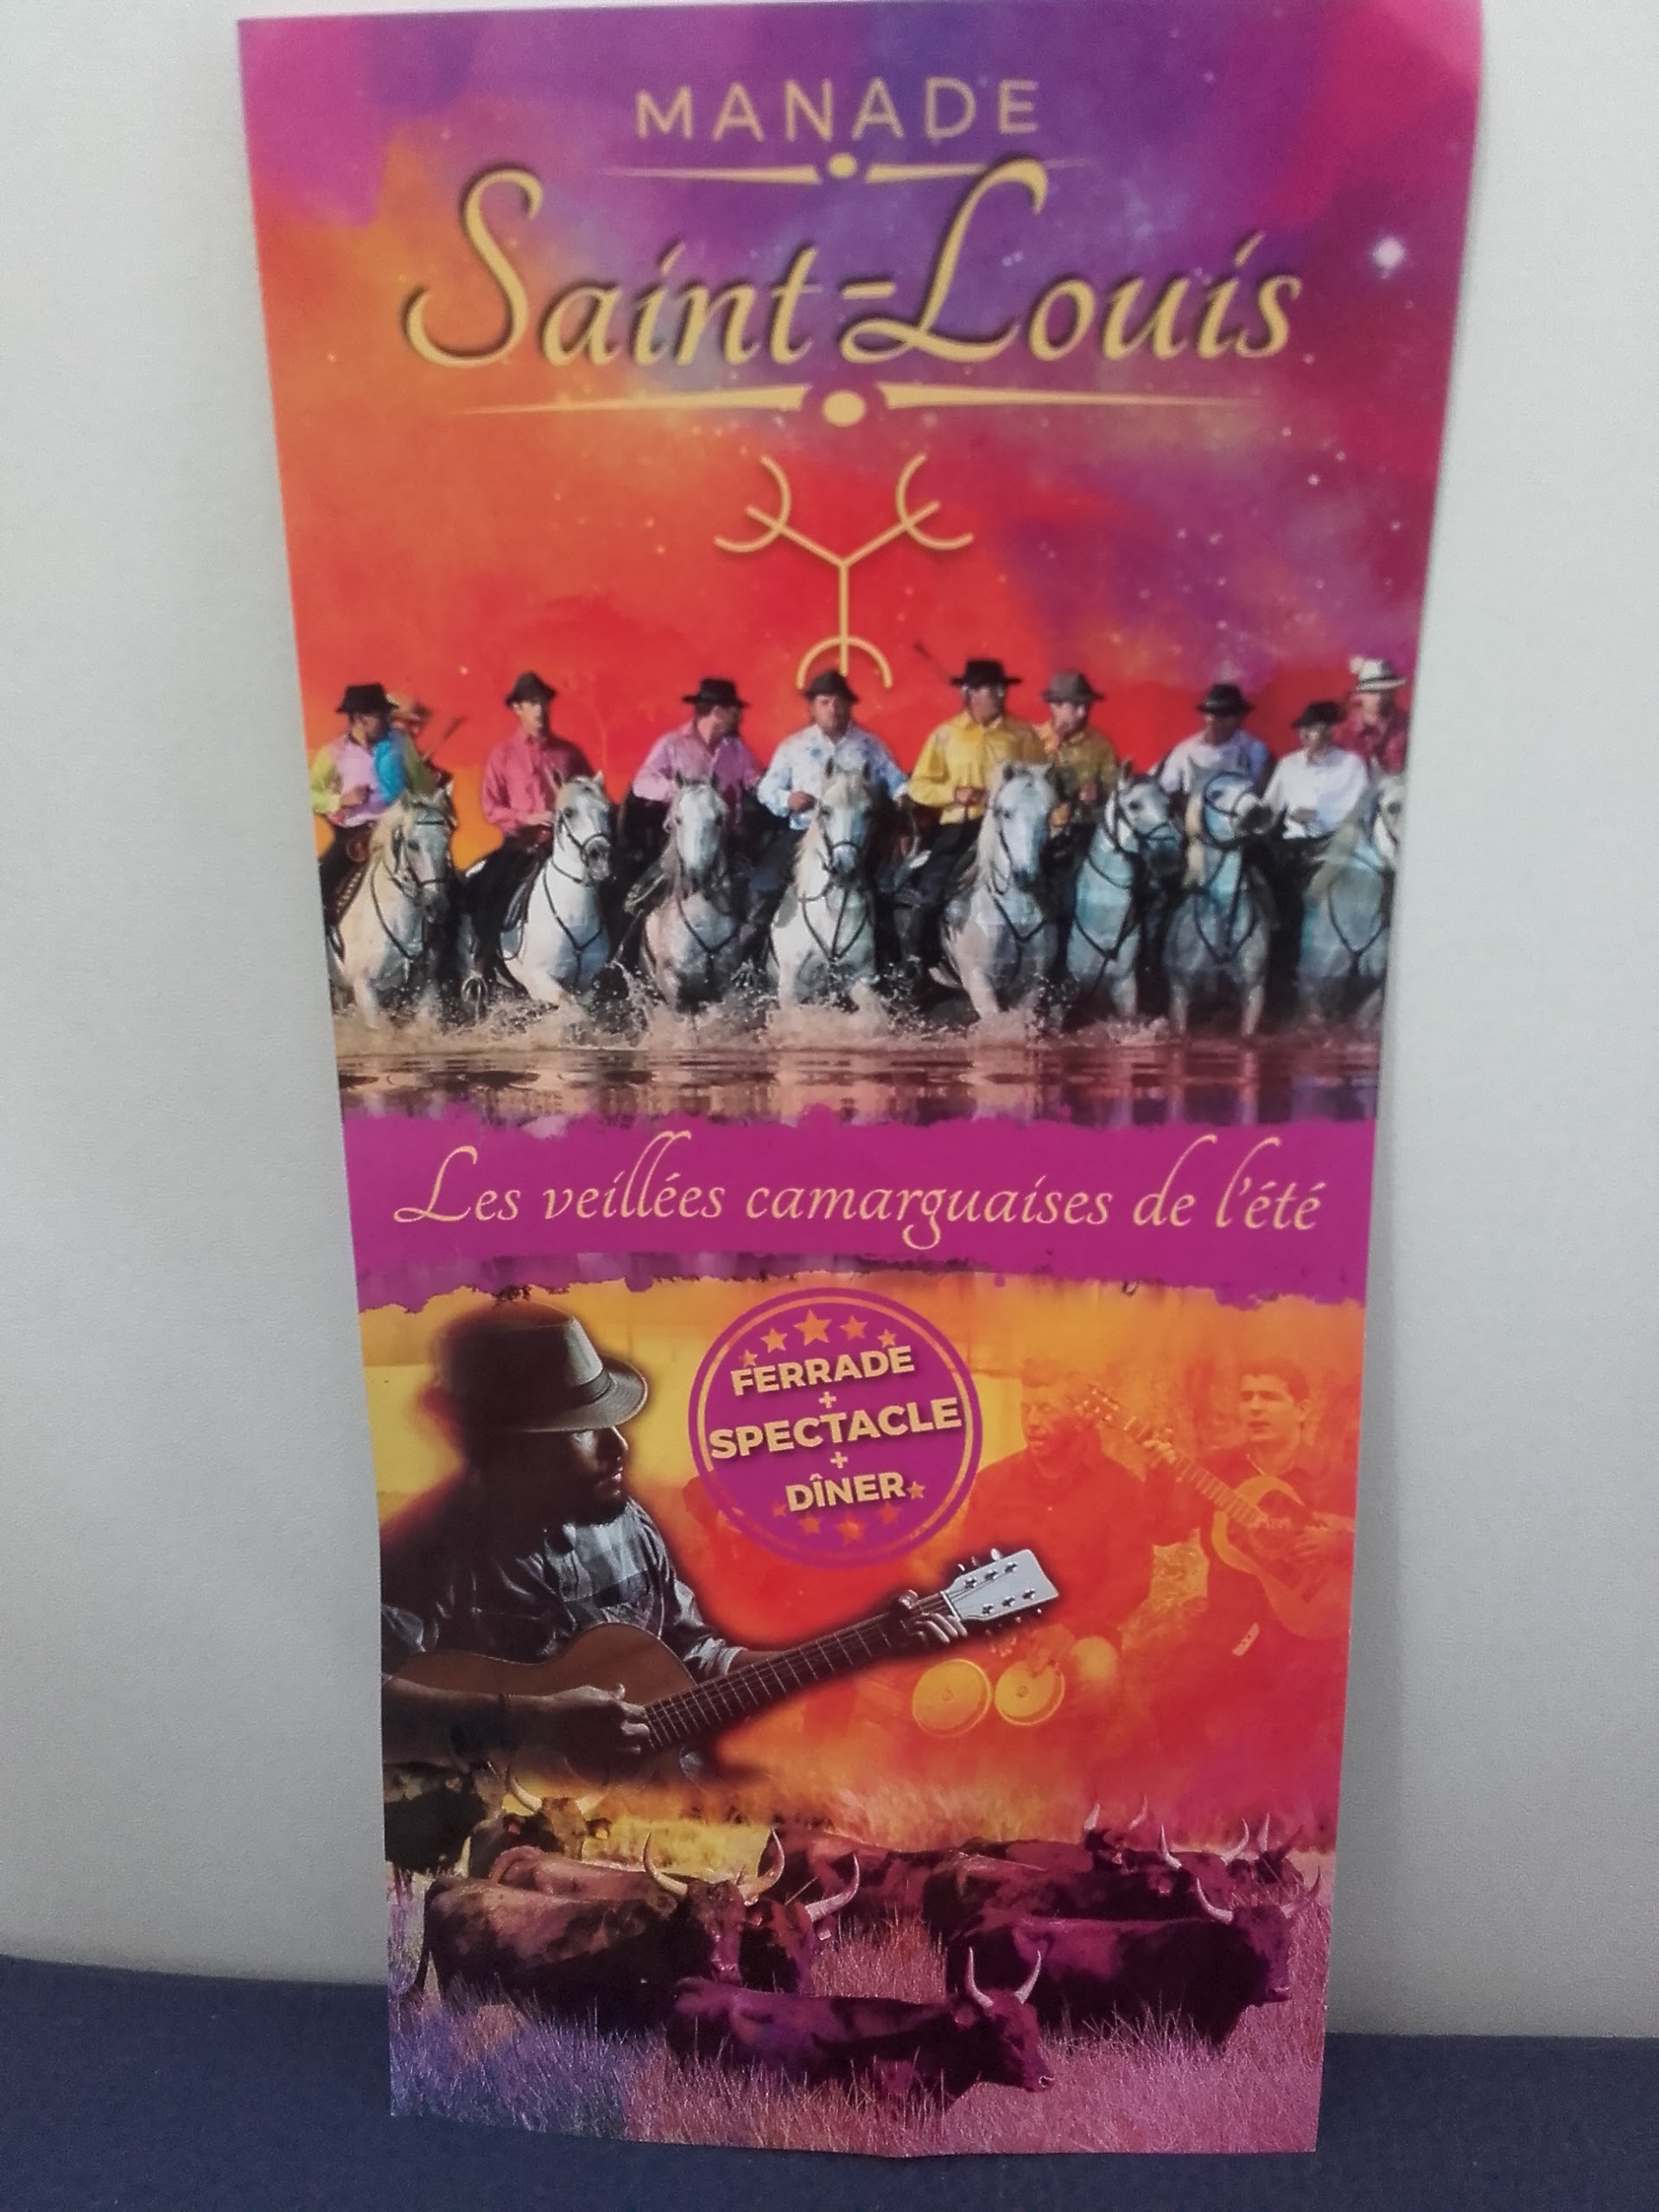 MANADE
Saint-Louis
Les veillées camarguaises de l'été
FERRADE
+
SPECTACLE
+
DÎNER